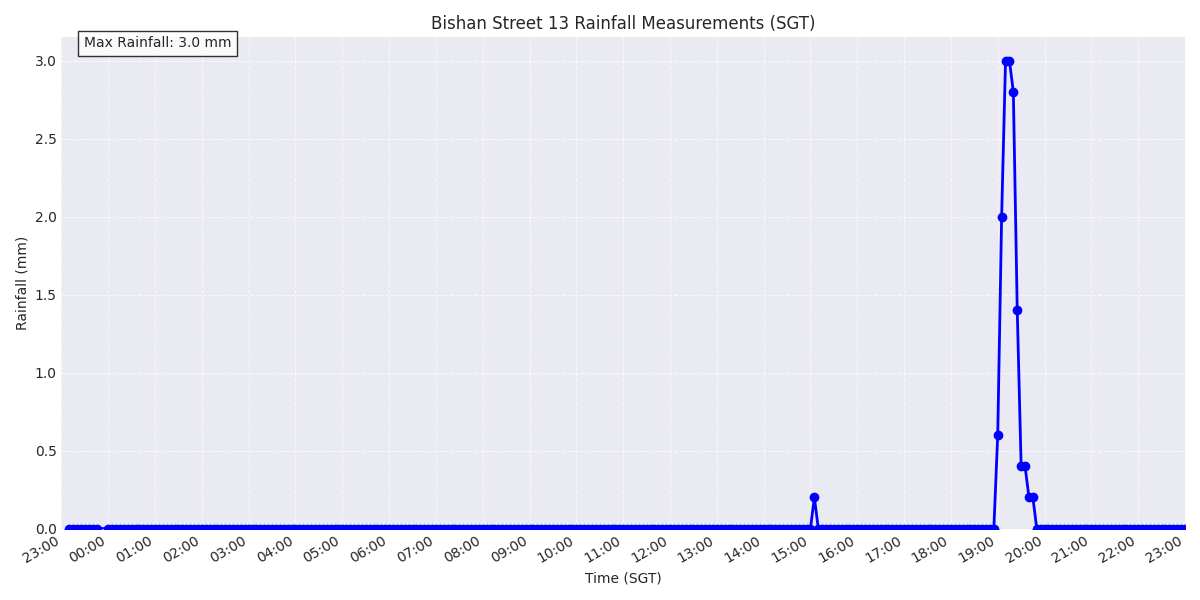 Bishan Street 13 Rainfall Measurements (SGT)
Max Rainfall: 3.0 mm
3.0
2.5
2.0
1.5
1.0
0.5
0.0
Rainfall (mm)
23:00 00:00 01:00 02:00 03:00 04:00 05:00 06:00 07:00 08:00 09:00 10:00 11:00 12:00 13:00 14:00 15:00 16:00 17:00 18:00 19:00 20:00 21:00 22:00 23:00
Time (SGT)